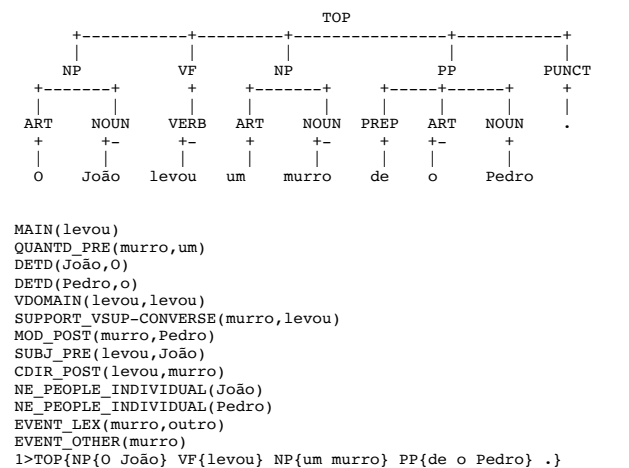 TOP
+-----------+---------+----------------+-----------+
| | | | |
NP VF NP PP PUNCT
+-------+ + +-------+ +-----+------+ +
| | | | | | | | |
ART NOUN VERB ART NOUN PREP ART NOUN .
+ +- +- + +- + +- +
| | | | | | | |
O João levou um murro de o Pedro
MAIN(levou)
QUANTD_PRE(murro,um)
DETD(João,O)
DETD(Pedro,o)
VDOMAIN(levou,levou)
SUPPORT_VSUP-CONVERSE(murro,levou)
MOD_POST(murro,Pedro)
SUBJ_PRE(levou,João)
CDIR_POST(levou,murro)
NE_PEOPLE_INDIVIDUAL(João)
NE_PEOPLE_INDIVIDUAL(Pedro)
EVENT_LEX(murro,outro)
EVENT_OTHER(murro)
1>TOP{NP{O João} VF{levou} NP{um murro} PP{de o Pedro} .}